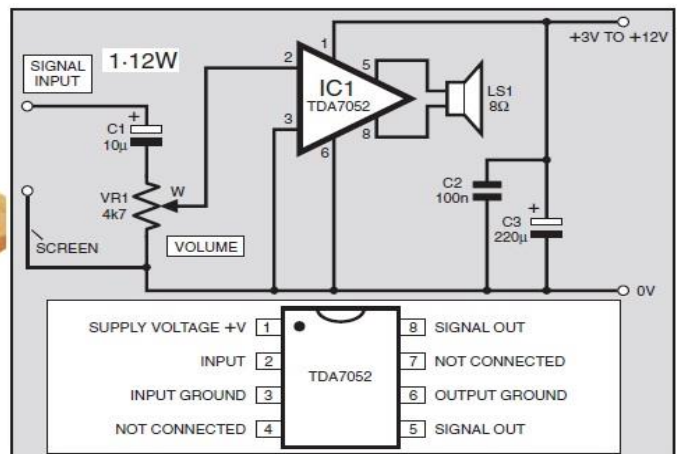 SIGNAL
INPUT
1·12W
+
C1
10µ
VR1
4k7
W
VOLUME
SCREEN
2
3
1
IC1
TDA7052
6
5
8
LS1
8Ω
+3V TO +12V
C2
100n
+
C3
220µ
0V
SUPPLY VOLTAGE +V 1
INPUT 2
INPUT GROUND 3
NOT CONNECTED 4
TDA7052
8 SIGNAL OUT
7 NOT CONNECTED
6 OUTPUT GROUND
5 SIGNAL OUT